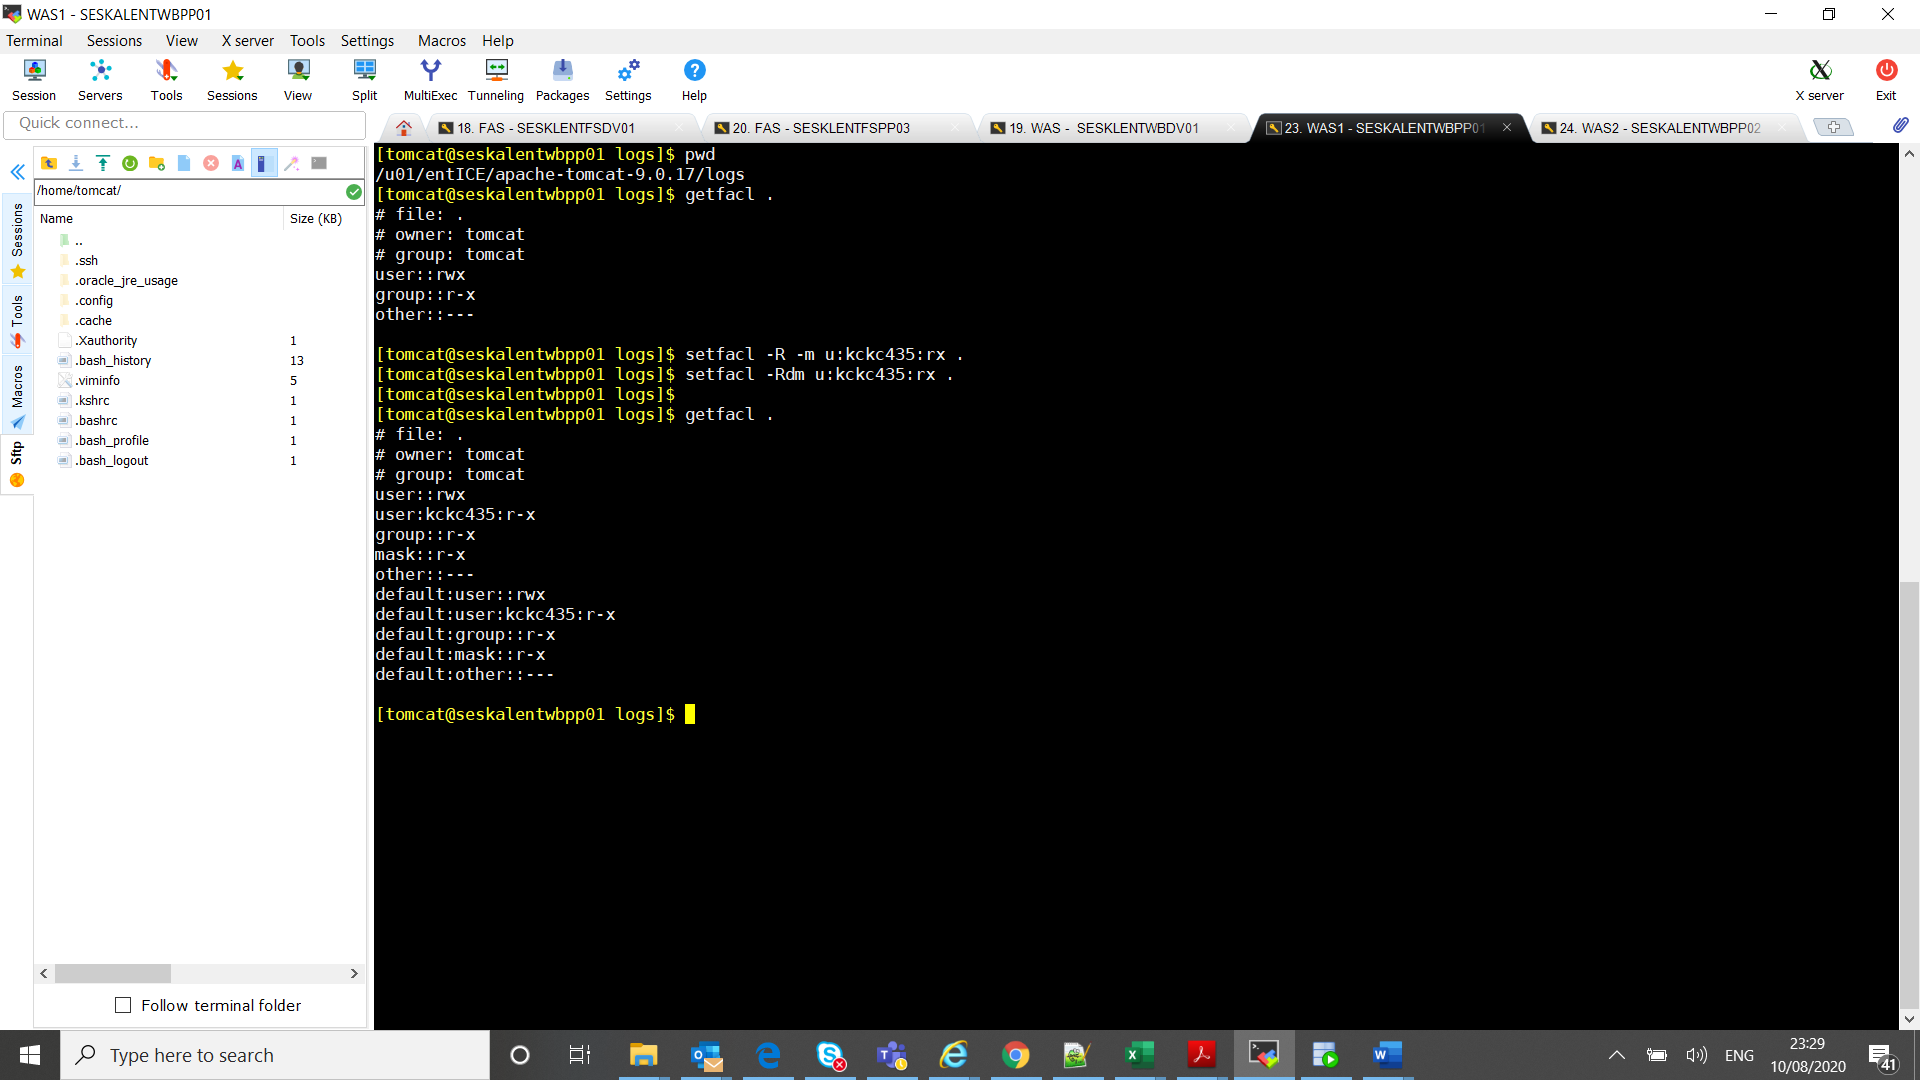 WAS1 - SESKALENTWBPP01
Terminal Sessions View X server Tools Settings Macros Help
Session Servers Tools Sessions View Split MultiExec Tunneling Packages Settings Help X server Exit
Quick connect...
18. FAS - SESKLENTFSDV01
20. FAS - SESKLENTFSPP03
19. WAS - SESKLENTWBDV01
23. WAS1 - SESKALENTWBPP01
24. WAS2 - SESKALENTWBPP02
Sessions
Tools
Macros
Sftp
/home/tomcat/
Name Size (KB)
..
.ssh
.oracle_jre_usage
.config
.cache
.Xauthority 1
.bash_history 13
.viminfo 5
.kshrc 1
.bashrc 1
.bash_profile 1
.bash_logout 1
Follow terminal folder
[tomcat@seskalentwbpp01 logs]$ pwd
/u01/entICE/apache-tomcat-9.0.17/logs
[tomcat@seskalentwbpp01 logs]$ getfacl .
# file: .
# owner: tomcat
# group: tomcat
user::rwx
group::r-x
other::---
[tomcat@seskalentwbpp01 logs]$ setfacl -R -m u:kckc435:rx .
[tomcat@seskalentwbpp01 logs]$ setfacl -Rdm u:kckc435:rx .
[tomcat@seskalentwbpp01 logs]$
[tomcat@seskalentwbpp01 logs]$ getfacl .
# file: .
# owner: tomcat
# group: tomcat
user::rwx
user:kckc435:r-x
group::r-x
mask::r-x
other::---
default:user::rwx
default:user:kckc435:r-x
default:group::r-x
default:mask::r-x
default:other::---
[tomcat@seskalentwbpp01 logs]$
Type here to search
ENG
23:29
10/08/2020
41